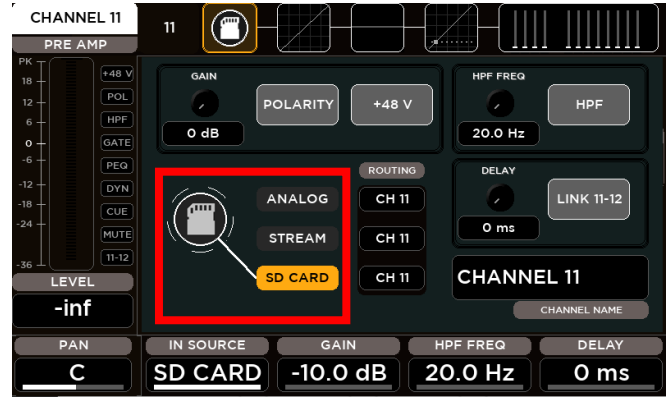 CHANNEL 11
PRE AMP
11
PK
18
12
6
0
-6
-12
-18
-24
-36
+48 V
POL
HPF
GATE
PEQ
DYN
CUE
MUTE
11-12
LEVEL
-inf
GAIN
0 dB
POLARITY
+48 V
HPF FREQ
20.0 Hz
HPF
ANALOG
STREAM
SD CARD
ROUTING
CH 11
CH 11
CH 11
DELAY
0 ms
LINK 11-12
CHANNEL 11
CHANNEL NAME
PAN
C
IN SOURCE
SD CARD
GAIN
-10.0 dB
HPF FREQ
20.0 Hz
DELAY
0 ms